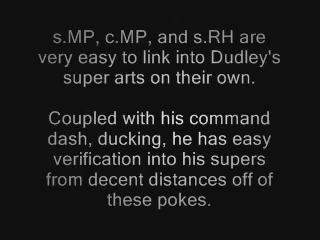 s.MP, c.MP, and s.RH are
very easy to link into Dudley's
super arts on their own.
Coupled with his command
dash, ducking, he has easy
verification into his supers
from decent distances off of
these pokes.